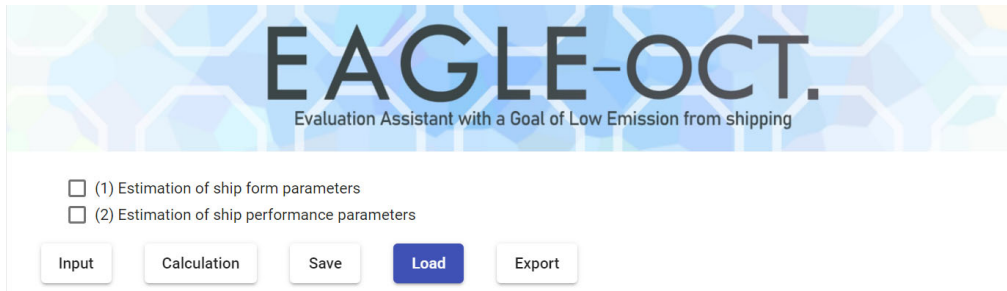 EAGLE-OCT.
Evaluation Assistant with a Goal of Low Emission from shipping
(1) Estimation of ship form parameters
(2) Estimation of ship performance parameters
Input Calculation Save Load Export